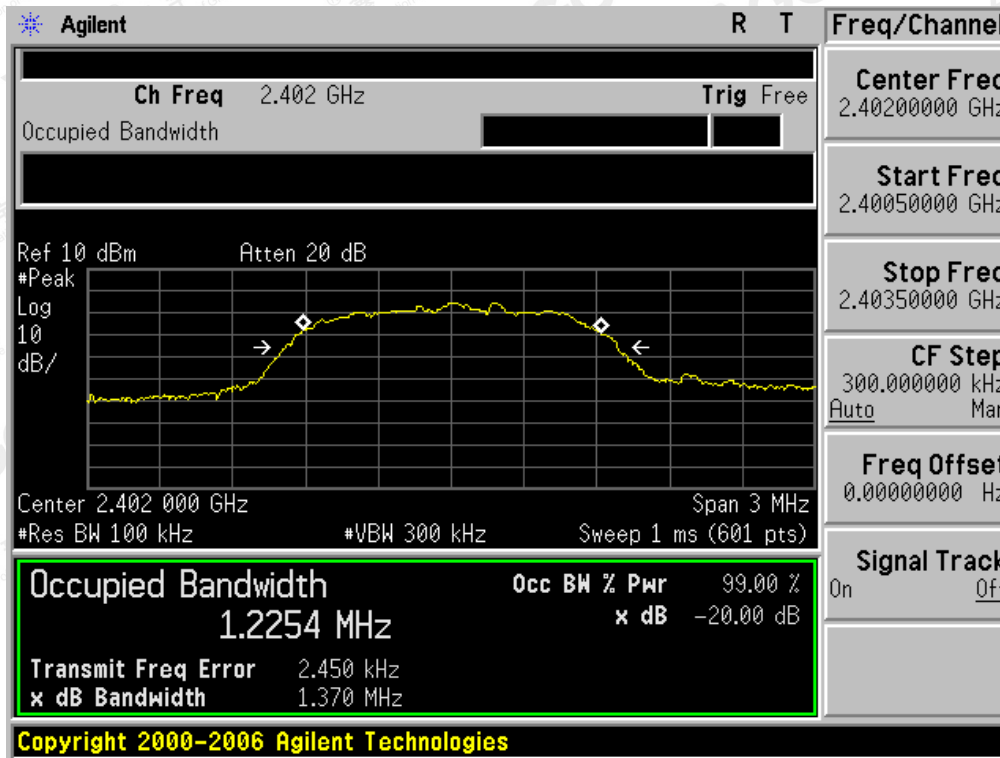 Agilent R T Freq/Channel
Ch Freq 2.402 GHz Trig Free
Occupied Bandwidth
Center Freq
2.40200000 GHz
Start Freq
2.40050000 GHz
Stop Freq
2.40350000 GHz
CF Step
300.000000 kHz
Auto Man
Freq Offset
0.00000000 Hz
Signal Track
On Off
Ref 10 dBm Atten 20 dB
#Peak
Log
10
dB/
Center 2.402 000 GHz Span 3 MHz
#Res BW 100 kHz #VBW 300 kHz Sweep 1 ms (601 pts)
Occupied Bandwidth
1.2254 MHz
Occ BW % Pwr 99.00 %
x dB -20.00 dB
Transmit Freq Error 2.450 kHz
x dB Bandwidth 1.370 MHz
Copyright 2000-2006 Agilent Technologies